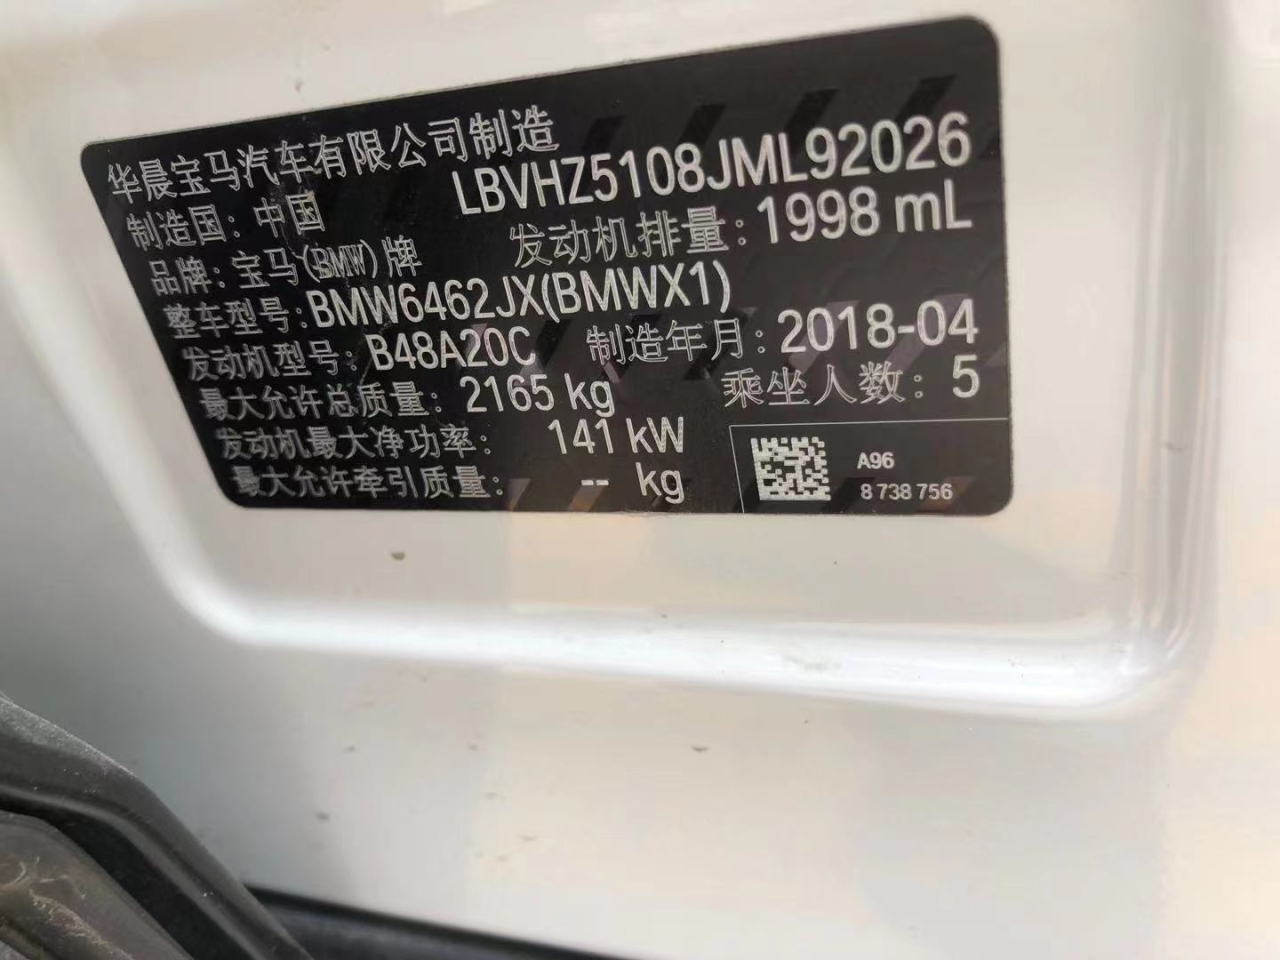 华晨宝马汽车有限公司制造
制造国：中国 LBVHZ5108JML92026
品牌：宝马(BMW)牌 发动机排量：1998 mL
整车型号：BMW6462JX(BMWX1)
发动机型号：B48A20C 制造年月：2018-04
最大允许总质量：2165 kg 乘坐人数：5
发动机最大净功率：141 kW
最大允许牵引质量：-- kg
A96
8 738 756